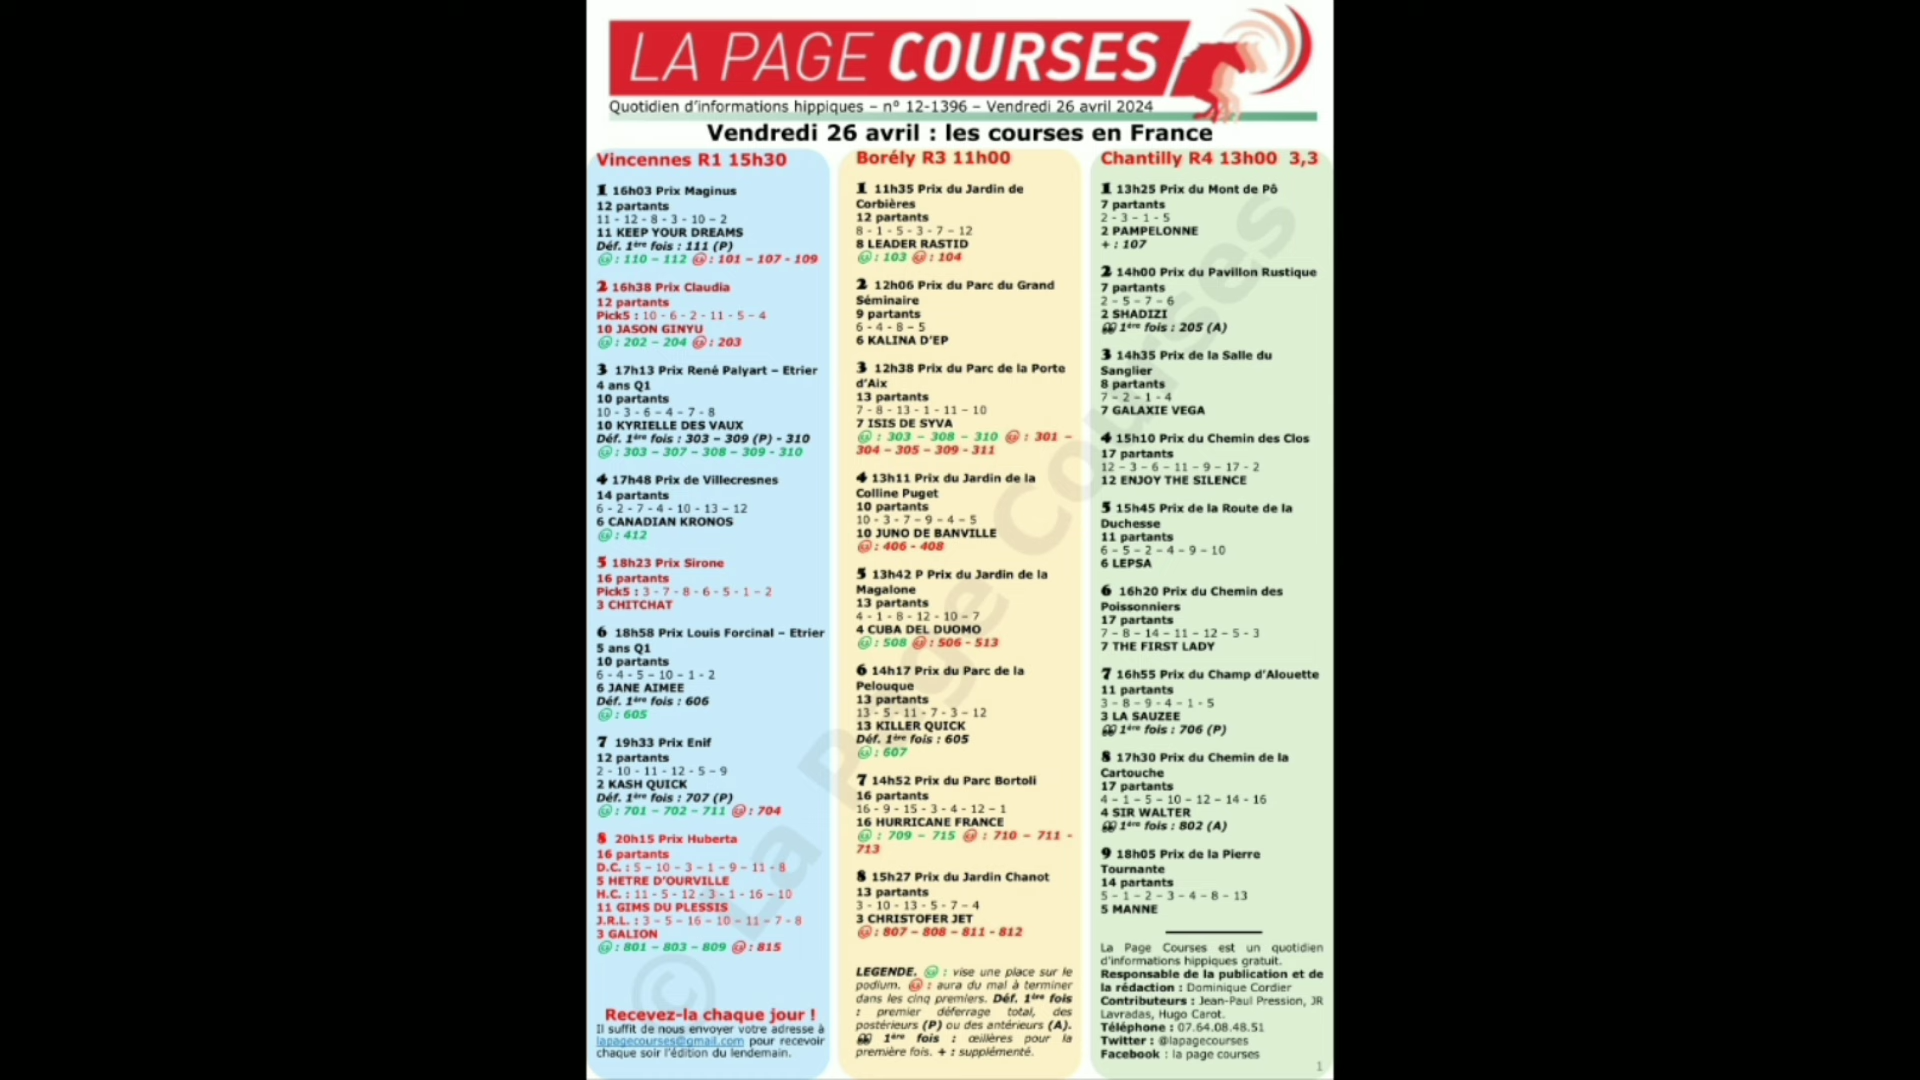 LA PAGE COURSES
Quotidien d'informations hippiques – n° 12-1396 – Vendredi 26 avril 2024
Vendredi 26 avril : les courses en France
Vincennes R1 15h30
1 16h03 Prix Maginus
12 partants
11 - 12 - 8 - 3 - 10 – 2
11 KEEP YOUR DREAMS
Déf. 1ère fois : 111 (P)
: 110 – 112 : 101 – 107 - 109
2 16h38 Prix Claudia
12 partants
Pick5 : 10 - 6 - 2 - 11 - 5 – 4
10 JASON GINYU
: 202 – 204 : 203
3 17h13 Prix René Palyart – Etrier
4 ans Q1
10 partants
10 - 3 - 6 – 4 – 7 - 8
10 KYRIELLE DES VAUX
Déf. 1ère fois : 303 – 309 (P) - 310
: 303 – 307 – 308 – 309 - 310
4 17h48 Prix de Villecresnes
14 partants
6 - 2 - 7 - 4 - 10 - 13 – 12
6 CANADIAN KRONOS
: 412
5 18h23 Prix Sirone
16 partants
Pick5 : 3 - 7 - 8 - 6 - 5 - 1 – 2
3 CHITCHAT
6 18h58 Prix Louis Forcinal – Etrier
5 ans Q1
10 partants
6 - 4 - 5 – 10 – 1 - 2
6 JANE AIMEE
Déf. 1ère fois : 606
: 605
7 19h33 Prix Enif
12 partants
2 - 10 - 11 - 12 - 5 – 9
2 KASH QUICK
Déf. 1ère fois : 707 (P)
: 701 – 702 – 711 : 704
8 20h15 Prix Huberta
16 partants
D.C. : 5 – 10 – 3 – 1 – 9 – 11 - 8
5 HETRE D'OURVILLE
H.C. : 11 - 5 - 12 - 3 - 1 - 16 – 10
11 GIMS DU PLESSIS
J.R.L. : 3 – 5 – 16 – 10 – 11 – 7 - 8
3 GALION
: 801 – 803 – 809 : 815
Recevez-la chaque jour !
Il suffit de nous envoyer votre adresse à
lapagecourses@gmail.com pour recevoir
chaque soir l'édition du lendemain.
Borély R3 11h00
1 11h35 Prix du Jardin de
Corbières
12 partants
8 - 1 - 5 - 3 - 7 – 12
8 LEADER RASTID
: 103 : 104
2 12h06 Prix du Parc du Grand
Séminaire
9 partants
6 - 4 - 8 – 5
6 KALINA D'EP
3 12h38 Prix du Parc de la Porte
d'Aix
13 partants
7 - 8 - 13 - 1 - 11 – 10
7 ISIS DE SYVA
: 303 – 308 – 310 : 301 –
304 – 305 – 309 - 311
4 13h11 Prix du Jardin de la
Colline Puget
10 partants
10 - 3 - 7 – 9 – 4 – 5
10 JUNO DE BANVILLE
: 406 - 408
5 13h42 P Prix du Jardin de la
Magalone
13 partants
4 - 1 - 8 - 12 - 10 – 7
4 CUBA DEL DUOMO
: 508 : 506 - 513
6 14h17 Prix du Parc de la
Pelouque
13 partants
13 - 5 - 11 - 7 - 3 – 12
13 KILLER QUICK
Déf. 1ère fois : 605
: 607
7 14h52 Prix du Parc Bortoli
16 partants
16 - 9 - 15 - 3 - 4 - 12 – 1
16 HURRICANE FRANCE
: 709 – 715 : 710 – 711 -
713
8 15h27 Prix du Jardin Chanot
13 partants
3 - 10 - 13 - 5 - 7 – 4
3 CHRISTOFER JET
: 807 – 808 – 811 - 812
LEGENDE. : vise une place sur le
podium. : aura du mal à terminer
dans les cinq premiers. Déf. 1ère fois
: premier déferrage total, des
postérieurs (P) ou des antérieurs (A).
1ère fois : œillères pour la
première fois. + : supplémenté.
Chantilly R4 13h00 3,3
1 13h25 Prix du Mont de Pô
7 partants
2 - 3 – 1 - 5
2 PAMPELONNE
+ : 107
2 14h00 Prix du Pavillon Rustique
7 partants
2 – 5 – 7 – 6
2 SHADIZI
1ère fois : 205 (A)
3 14h35 Prix de la Salle du
Sanglier
8 partants
7 – 2 – 1 - 4
7 GALAXIE VEGA
4 15h10 Prix du Chemin des Clos
17 partants
12 – 3 – 6 – 11 – 9 – 17 - 2
12 ENJOY THE SILENCE
5 15h45 Prix de la Route de la
Duchesse
11 partants
6 – 5 – 2 – 4 – 9 – 10
6 LEPSA
6 16h20 Prix du Chemin des
Poissonniers
17 partants
7 – 8 – 14 – 11 – 12 – 5 - 3
7 THE FIRST LADY
7 16h55 Prix du Champ d'Alouette
11 partants
3 – 8 – 9 – 4 – 1 - 5
3 LA SAUZEE
1ère fois : 706 (P)
8 17h30 Prix du Chemin de la
Cartouche
17 partants
4 – 1 – 5 – 10 – 12 – 14 - 16
4 SIR WALTER
1ère fois : 802 (A)
9 18h05 Prix de la Pierre
Tournante
14 partants
5 – 1 – 2 – 3 – 4 – 8 – 13
5 MANNE
La Page Courses est un quotidien
d'informations hippiques gratuit.
Responsable de la publication et de
la rédaction : Dominique Cordier
Contributeurs : Jean-Paul Pression, JR
Lavradas, Hugo Carot.
Téléphone : 07.64.08.48.51
Twitter : @lapagecourses
Facebook : la page courses
1
© La Page Courses